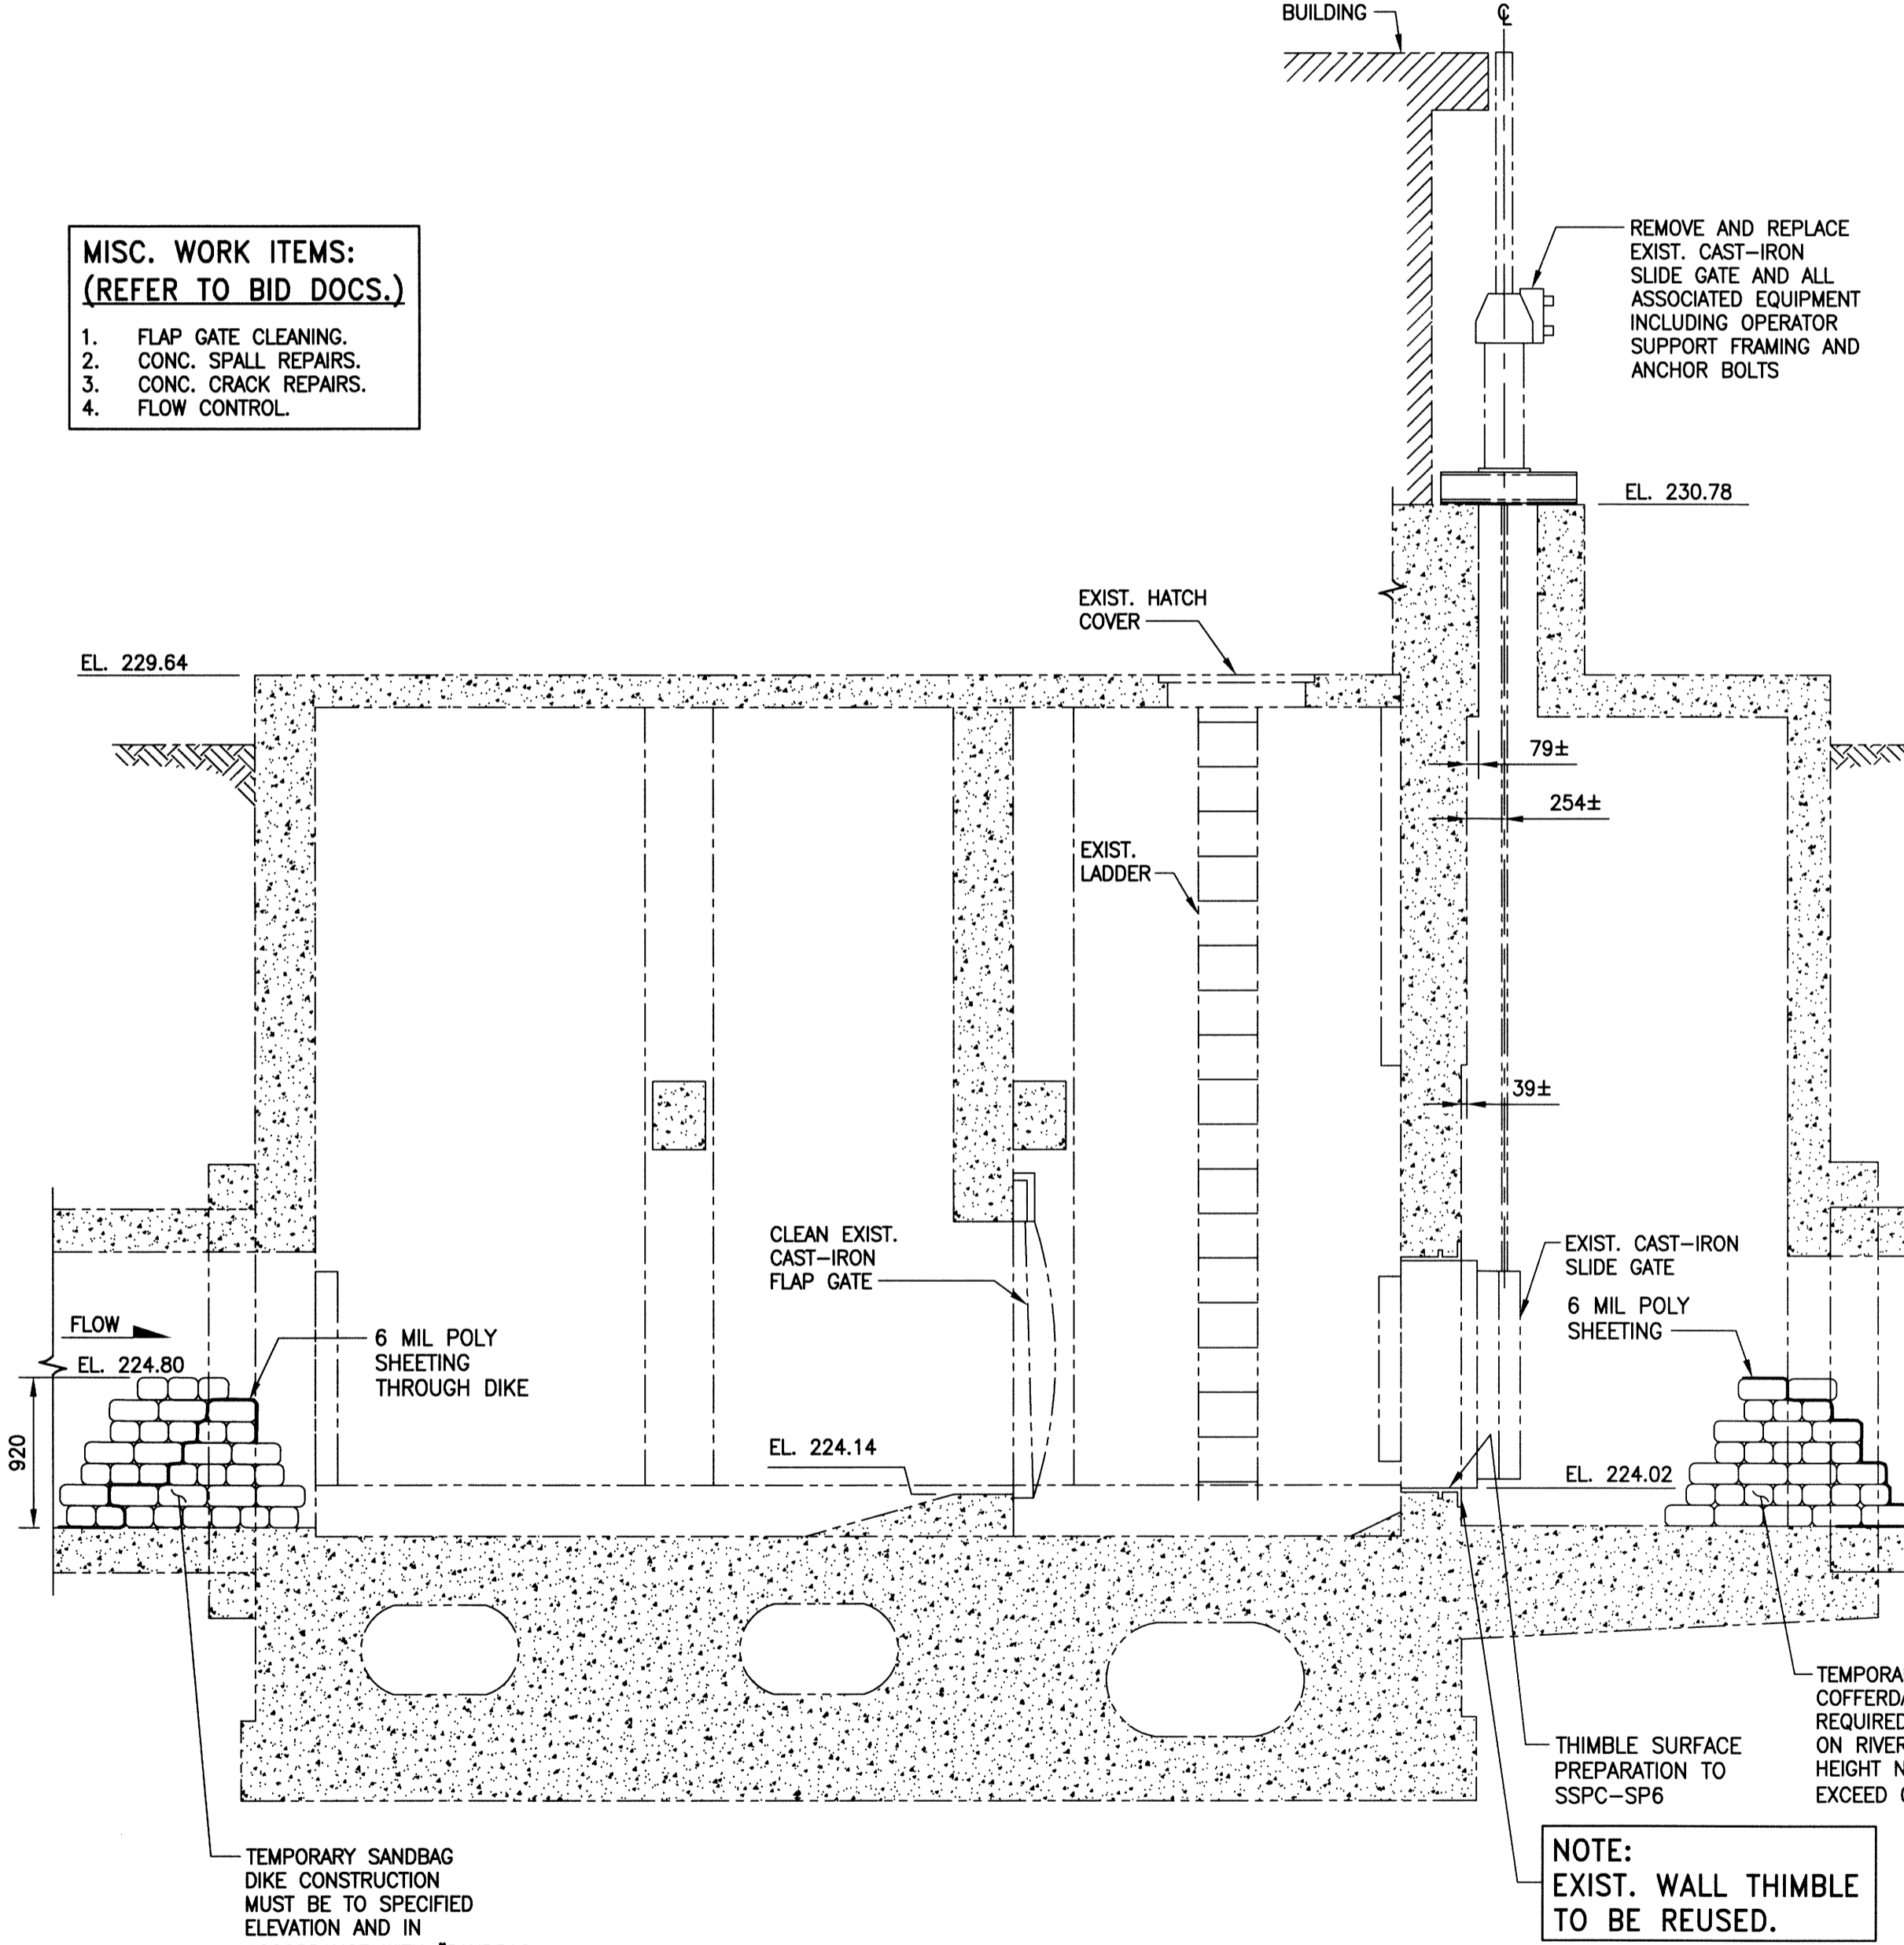 BUILDING
℄
MISC. WORK ITEMS:
(REFER TO BID DOCS.)
1. FLAP GATE CLEANING.
2. CONC. SPALL REPAIRS.
3. CONC. CRACK REPAIRS.
4. FLOW CONTROL.
REMOVE AND REPLACE
EXIST. CAST-IRON
SLIDE GATE AND ALL
ASSOCIATED EQUIPMENT
INCLUDING OPERATOR
SUPPORT FRAMING AND
ANCHOR BOLTS
EL. 230.78
EXIST. HATCH
COVER
EL. 229.64
79±
254±
EXIST.
LADDER
39±
CLEAN EXIST.
CAST-IRON
FLAP GATE
EXIST. CAST-IRON
SLIDE GATE
6 MIL POLY
SHEETING
FLOW
EL. 224.80
6 MIL POLY
SHEETING
THROUGH DIKE
920
EL. 224.14
EL. 224.02
TEMPORA
COFFERD
REQUIRED
ON RIVER
HEIGHT N
EXCEED
THIMBLE SURFACE
PREPARATION TO
SSPC-SP6
NOTE:
EXIST. WALL THIMBLE
TO BE REUSED.
TEMPORARY SANDBAG
DIKE CONSTRUCTION
MUST BE TO SPECIFIED
ELEVATION AND IN